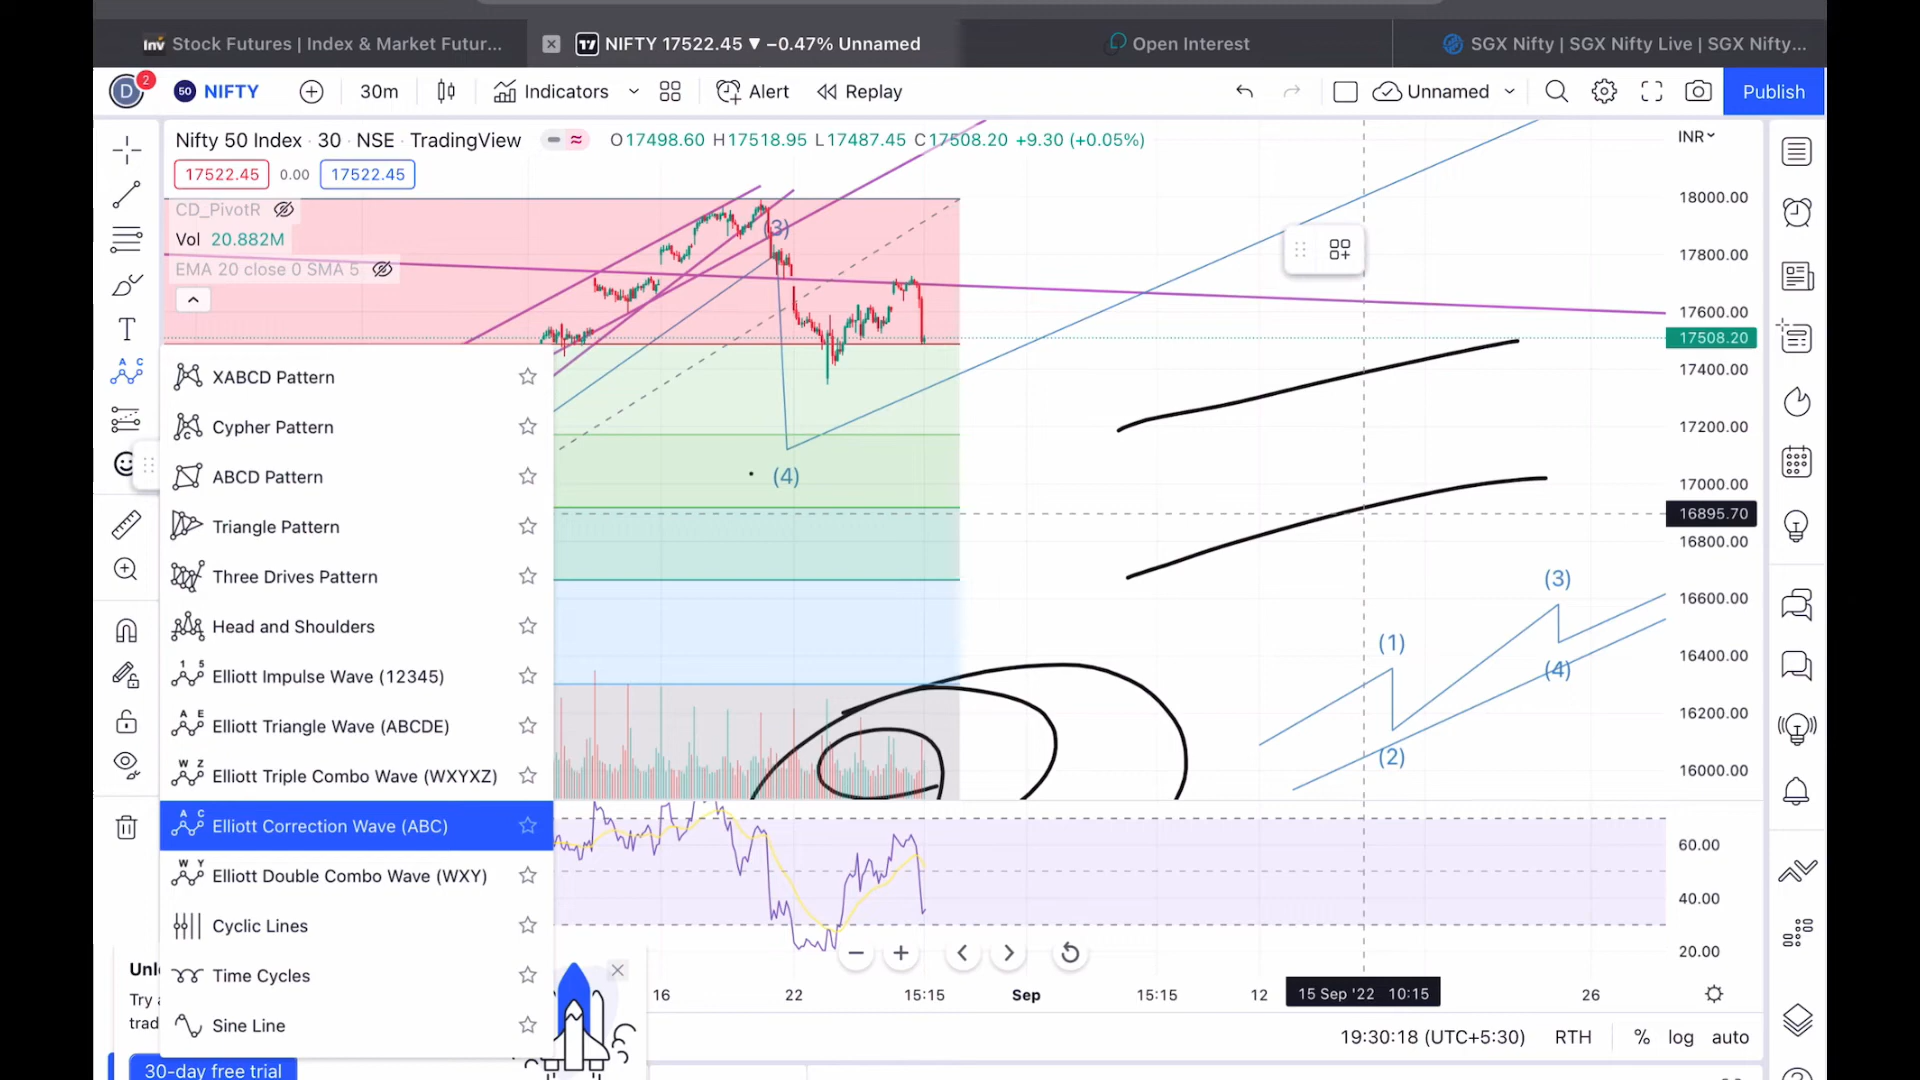 Inv Stock Futures | Index & Market Futur...
NIFTY 17522.45 ▼ −0.47% Unnamed
Open Interest
SGX Nifty | SGX Nifty Live | SGX Nifty...
D 2
50 NIFTY
30m
Indicators
Alert
Replay
Unnamed
Publish
Nifty 50 Index · 30 · NSE · TradingView
O17498.60 H17518.95 L17487.45 C17508.20 +9.30 (+0.05%)
INR
17522.45 0.00 17522.45
CD_PivotR
Vol 20.882M
EMA 20 close 0 SMA 5
18000.00
17800.00
17600.00
17508.20
17400.00
17200.00
17000.00
16895.70
16800.00
16600.00
16400.00
16200.00
16000.00
60.00
40.00
20.00
(3)
(4)
(1)
(2)
(3)
(4)
XABCD Pattern
Cypher Pattern
ABCD Pattern
Triangle Pattern
Three Drives Pattern
Head and Shoulders
Elliott Impulse Wave (12345)
Elliott Triangle Wave (ABCDE)
Elliott Triple Combo Wave (WXYXZ)
Elliott Correction Wave (ABC)
Elliott Double Combo Wave (WXY)
Cyclic Lines
Time Cycles
Sine Line
Try
trad
30-day free trial
16 22 15:15 Sep 15:15 12 15 Sep '22 10:15 26
19:30:18 (UTC+5:30) RTH % log auto